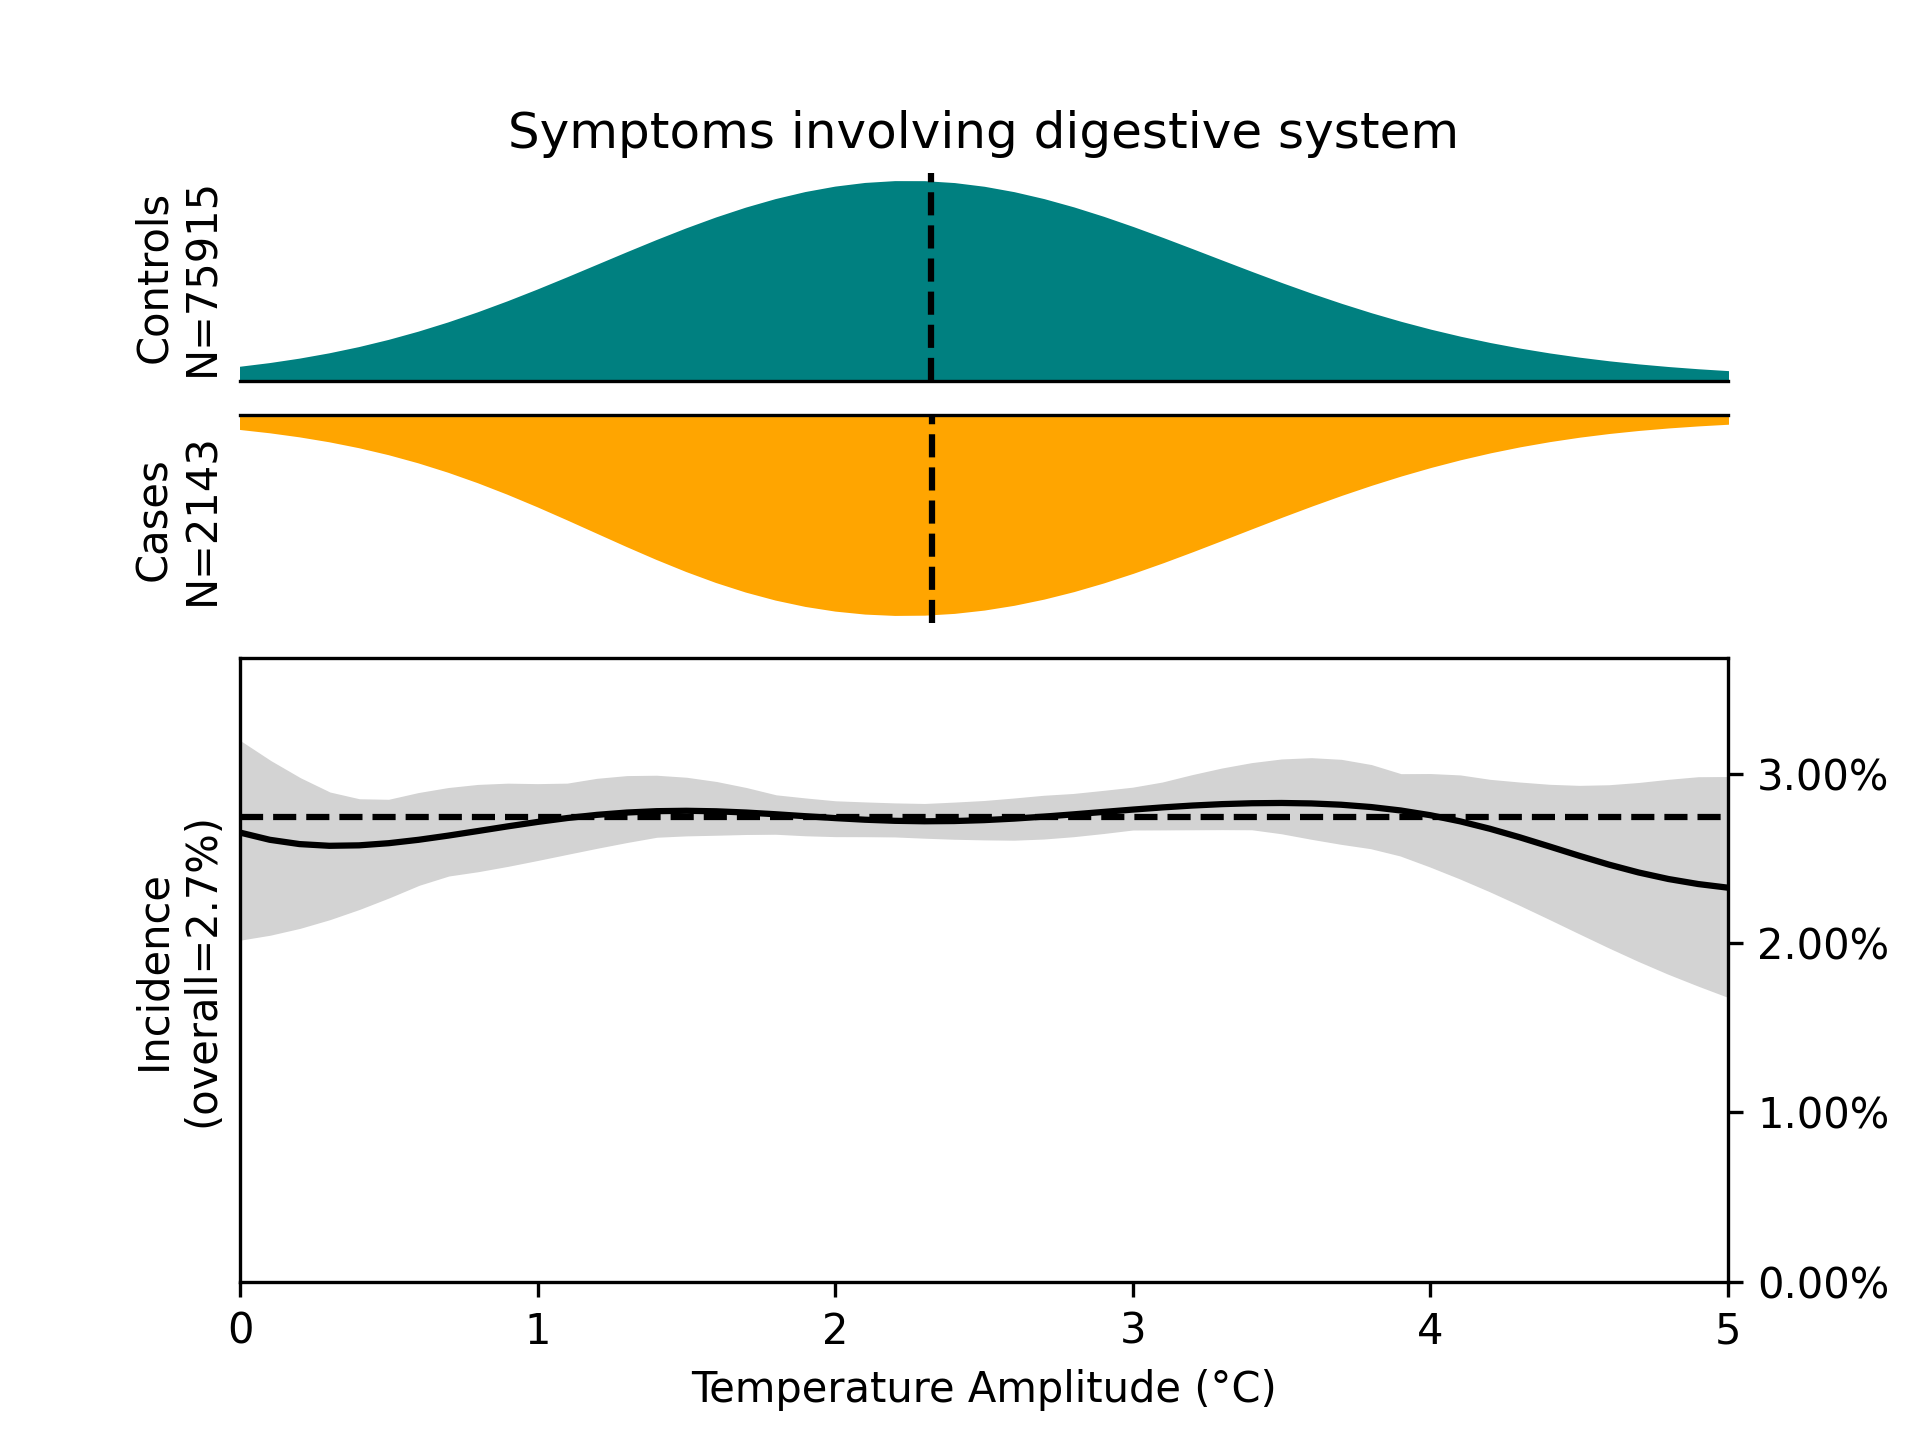 Symptoms involving digestive system
Controls
N=75915
Cases
N=2143
Incidence
(overall=2.7%)
3.00%
2.00%
1.00%
0.00%
0 1 2 3 4 5
Temperature Amplitude (°C)